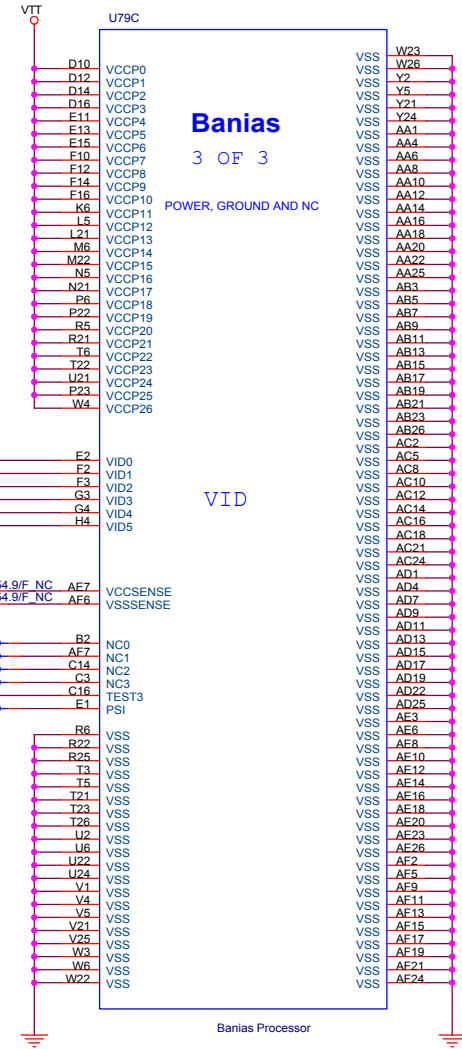 VTT
U79C
D10 VCCP0
D12 VCCP1
D14 VCCP2
D16 VCCP3
E11 VCCP4
E13 VCCP5
E15 VCCP6
F10 VCCP7
F12 VCCP8
F14 VCCP9
F16 VCCP10
K6 VCCP11
L5 VCCP12
L21 VCCP13
M6 VCCP14
M22 VCCP15
N5 VCCP16
N21 VCCP17
P6 VCCP18
P22 VCCP19
R5 VCCP20
R21 VCCP21
T6 VCCP22
T22 VCCP23
U21 VCCP24
P23 VCCP25
W4 VCCP26
E2 VID0
F2 VID1
F3 VID2
G3 VID3
G4 VID4
H4 VID5
54.9/F_NC AE7 VCCSENSE
54.9/F_NC AF6 VSSSENSE
B2 NC0
AF7 NC1
C14 NC2
C3 NC3
C16 TEST3
E1 PSI
R6 VSS
R22 VSS
R25 VSS
T3 VSS
T5 VSS
T21 VSS
T23 VSS
T26 VSS
U2 VSS
U6 VSS
U22 VSS
U24 VSS
V1 VSS
V4 VSS
V5 VSS
V21 VSS
V25 VSS
W3 VSS
W6 VSS
W22 VSS
Banias
3 OF 3
POWER, GROUND AND NC
VID
VSS W23
VSS W26
VSS Y2
VSS Y5
VSS Y21
VSS Y24
VSS AA1
VSS AA4
VSS AA6
VSS AA8
VSS AA10
VSS AA12
VSS AA14
VSS AA16
VSS AA18
VSS AA20
VSS AA22
VSS AA25
VSS AB3
VSS AB5
VSS AB7
VSS AB9
VSS AB11
VSS AB13
VSS AB15
VSS AB17
VSS AB19
VSS AB21
VSS AB23
VSS AB26
VSS AC2
VSS AC5
VSS AC8
VSS AC10
VSS AC12
VSS AC14
VSS AC16
VSS AC18
VSS AC21
VSS AC24
VSS AD1
VSS AD4
VSS AD7
VSS AD9
VSS AD11
VSS AD13
VSS AD15
VSS AD17
VSS AD19
VSS AD22
VSS AD25
VSS AE3
VSS AE6
VSS AE8
VSS AE10
VSS AE12
VSS AE14
VSS AE16
VSS AE18
VSS AE20
VSS AE23
VSS AE26
VSS AF2
VSS AF5
VSS AF9
VSS AF11
VSS AF13
VSS AF15
VSS AF17
VSS AF19
VSS AF21
VSS AF24
Banias Processor